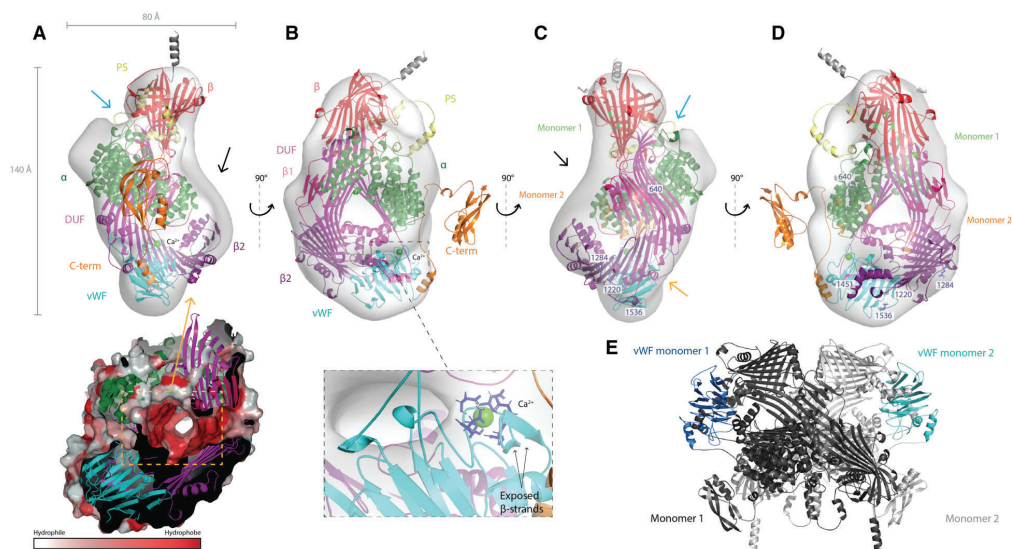 80 Å
A
B
C
D
140 Å
PS
β
α
DUF
C-term
vWF
Ca²⁺
β2
90°
β
PS
DUF
β1
α
Ca²⁺
C-term
β2
vWF
90°
Monomer 1
Monomer 2
640
1284
1220
1536
90°
Monomer 1
Monomer 2
640
1451
1220
1284
1536
Hydrophile
Hydrophobe
Ca²⁺
Exposed
β-strands
E
vWF monomer 1
vWF monomer 2
Monomer 1
Monomer 2